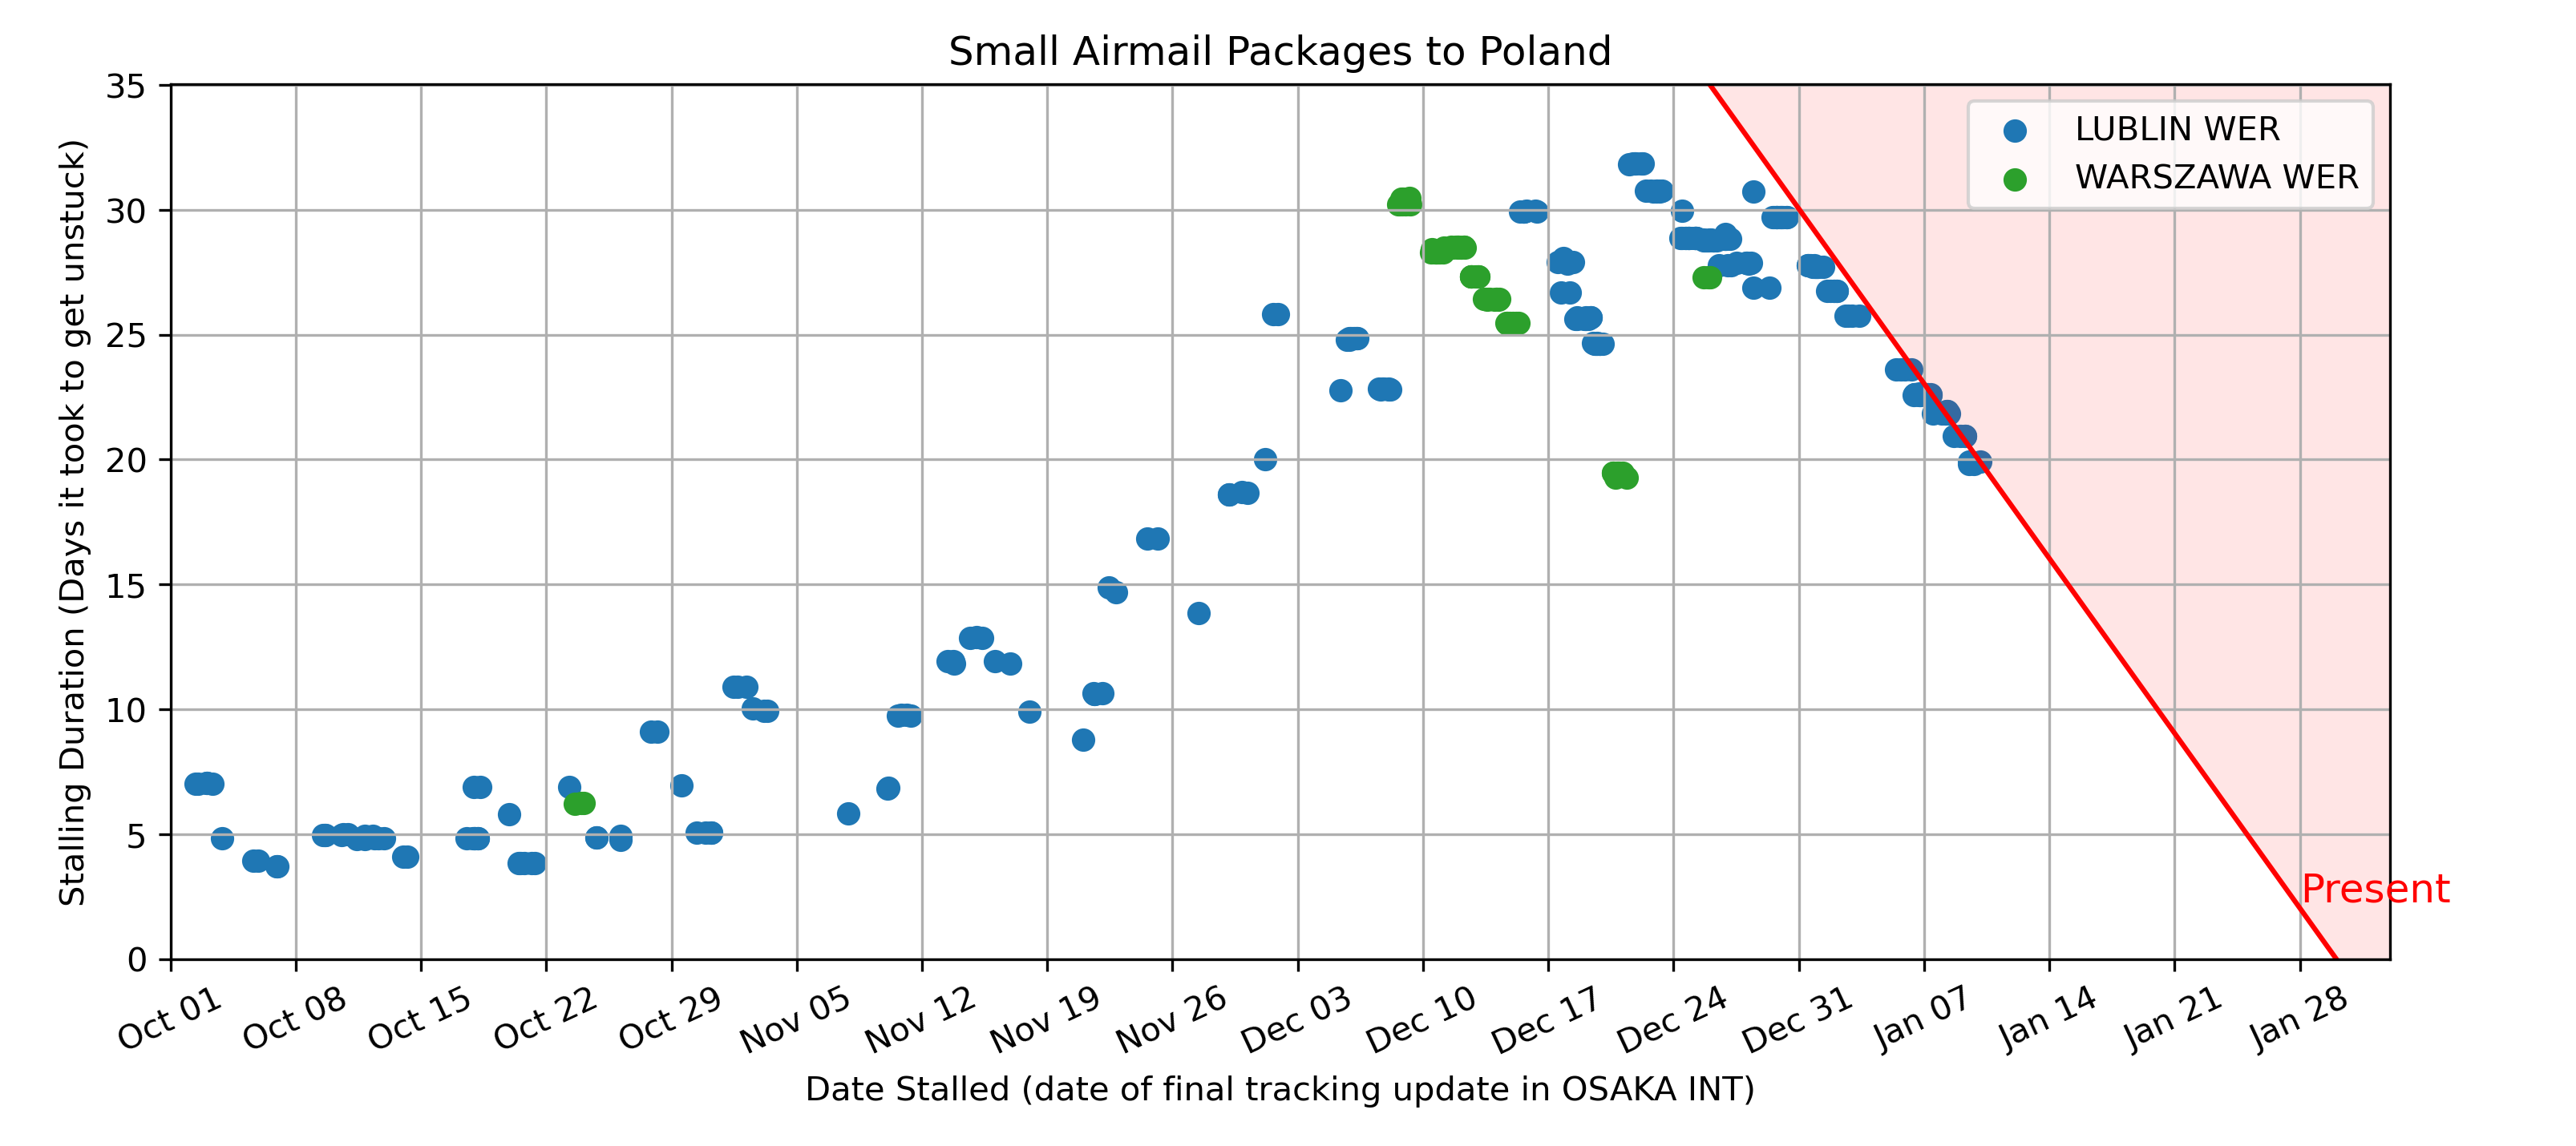 Small Airmail Packages to Poland
Stalling Duration (Days it took to get unstuck)
35
30
25
20
15
10
5
0
LUBLIN WER
WARSZAWA WER
Present
Oct 01
Oct 08
Oct 15
Oct 22
Oct 29
Nov 05
Nov 12
Nov 19
Nov 26
Dec 03
Dec 10
Dec 17
Dec 24
Dec 31
Jan 07
Jan 14
Jan 21
Jan 28
Date Stalled (date of final tracking update in OSAKA INT)